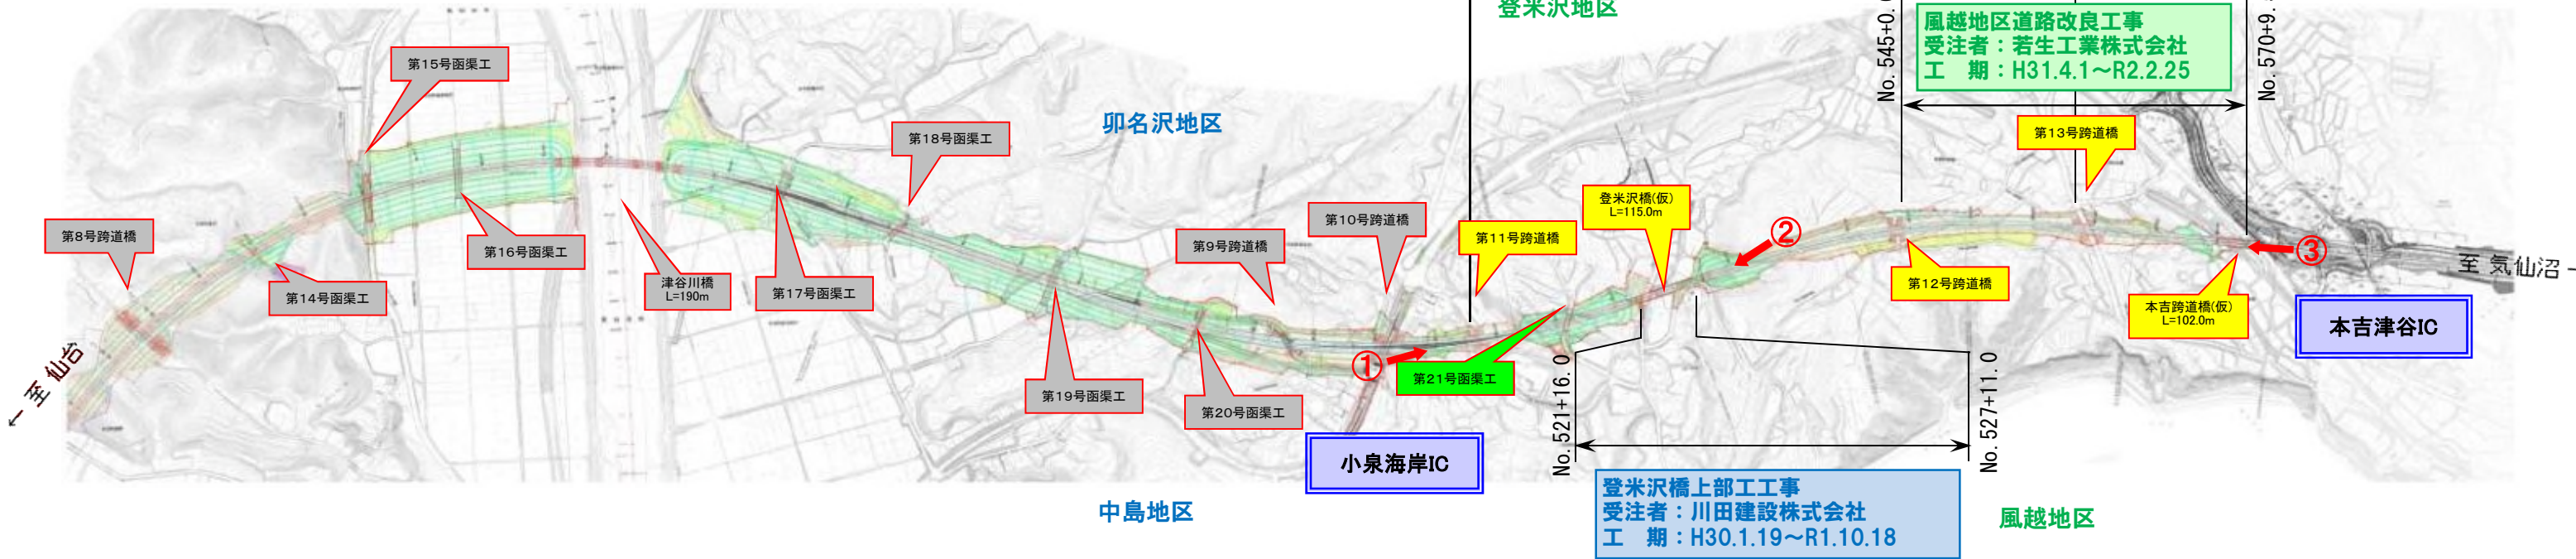 登米沢地区
No.545+0.
風越地区道路改良工事
受注者：若生工業株式会社
工　期：H31.4.1～R2.2.25
No.570+9.
第15号函渠工
卯名沢地区
第18号函渠工
第13号跨道橋
第8号跨道橋
第14号函渠工
第16号函渠工
津谷川橋
L=190m
第17号函渠工
第9号跨道橋
第10号跨道橋
第11号跨道橋
登米沢橋(仮)
L=115.0m
②
第12号跨道橋
③
至 気仙沼
本吉跨道橋(仮)
L=102.0m
本吉津谷IC
← 至 仙台
第19号函渠工
第20号函渠工
①
第21号函渠工
小泉海岸IC
No.521+16.0
No.527+11.0
中島地区
登米沢橋上部工工事
受注者：川田建設株式会社
工　期：H30.1.19～R1.10.18
風越地区